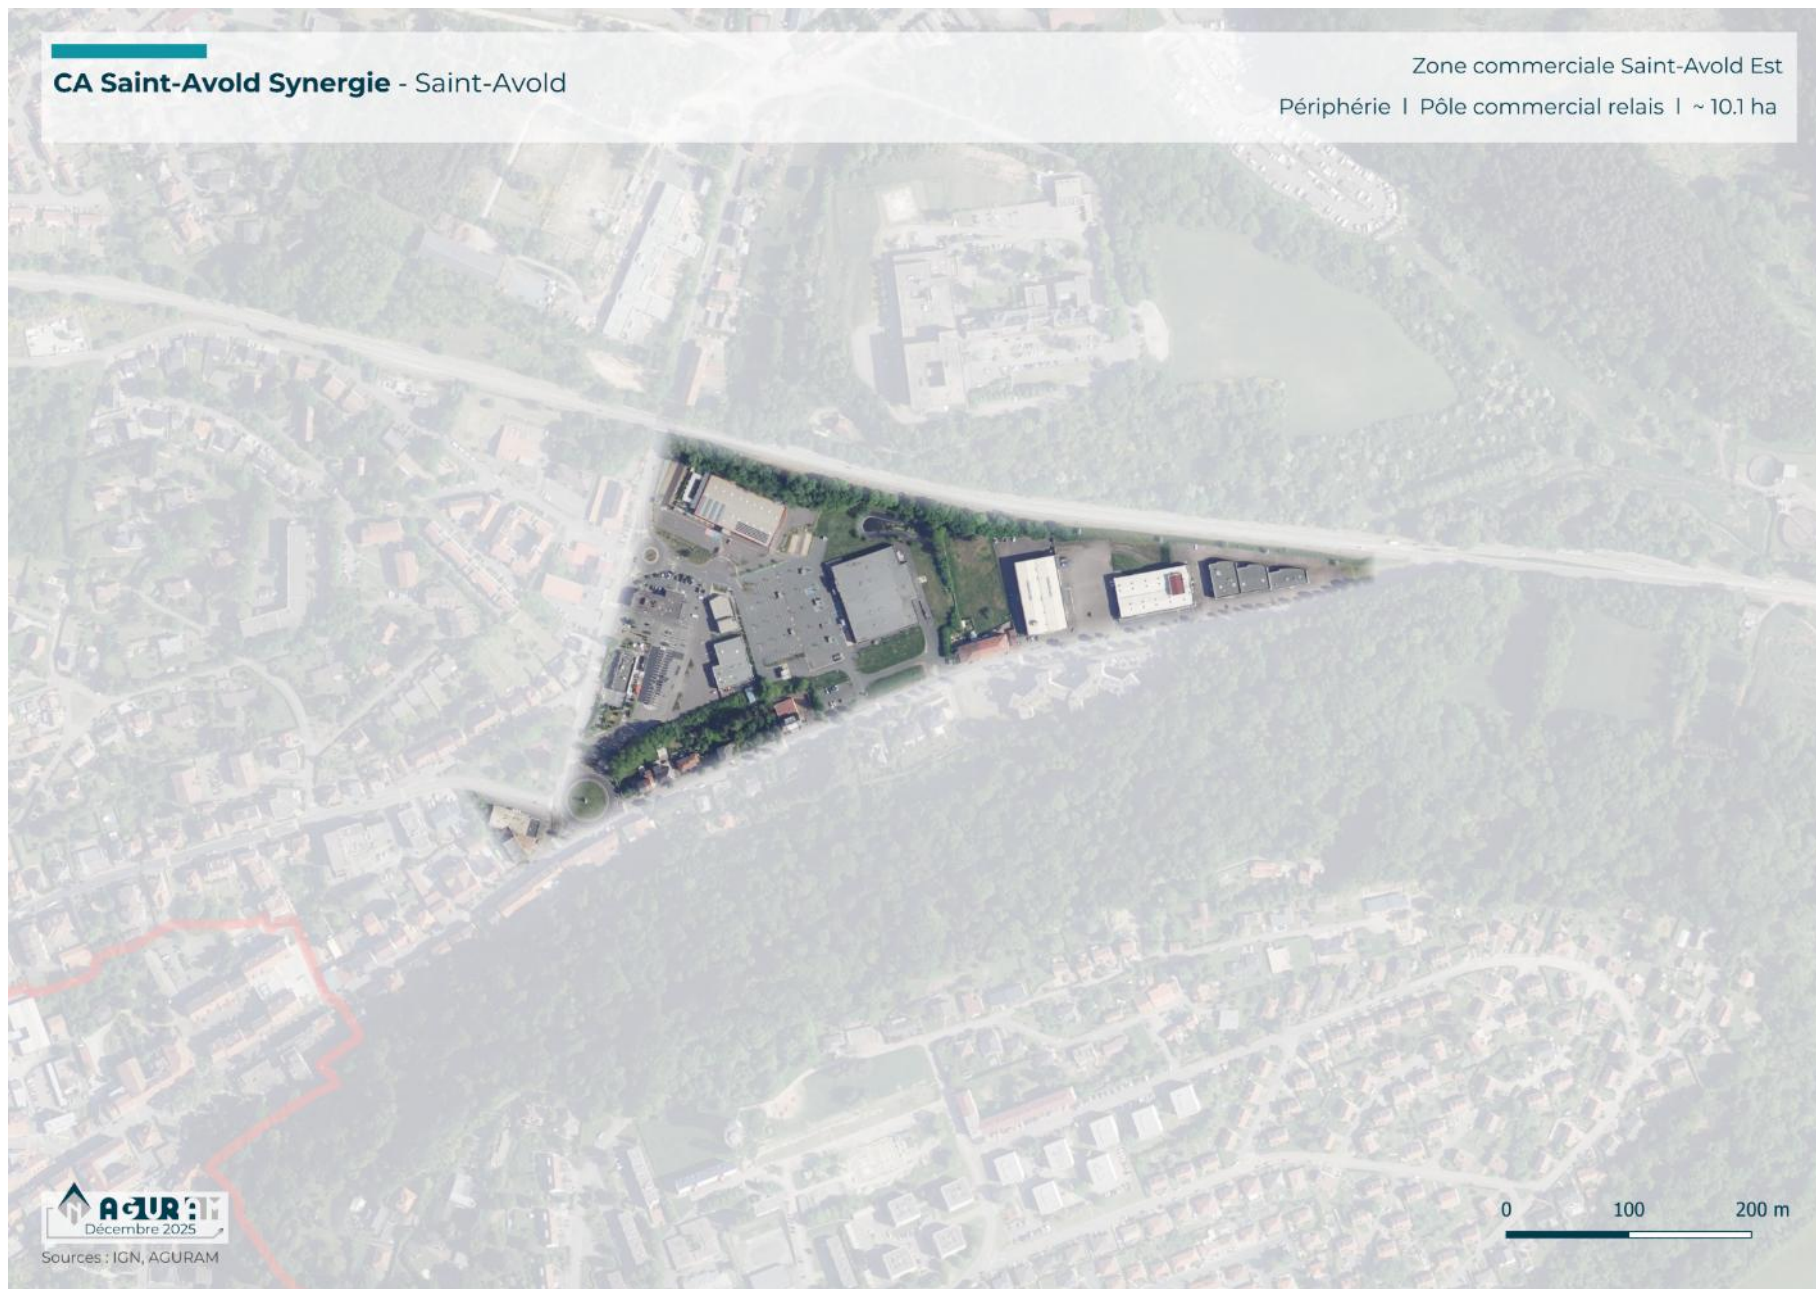 CA Saint-Avold Synergie - Saint-Avold
Zone commerciale Saint-Avold Est
Périphérie | Pôle commercial relais | ~ 10.1 ha
AGURAM
Décembre 2025
Sources : IGN, AGURAM
0 100 200 m